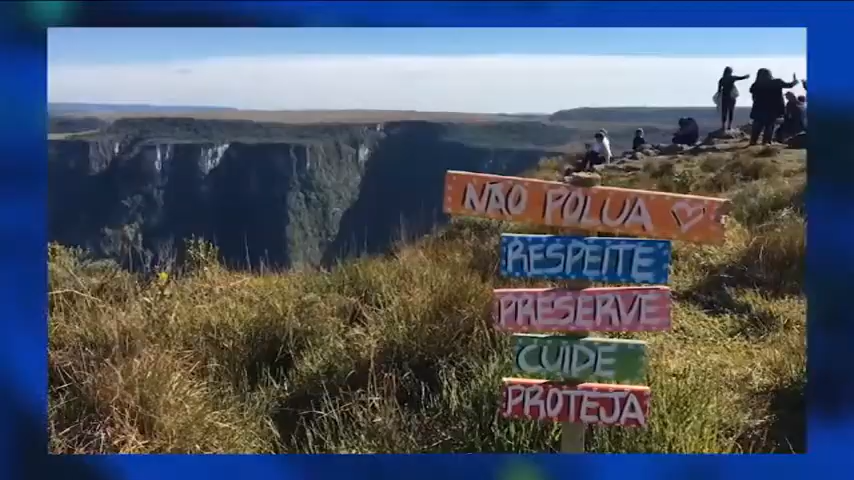 NÃO POLUA
RESPEITE
PRESERVE
CUIDE
PROTEJA